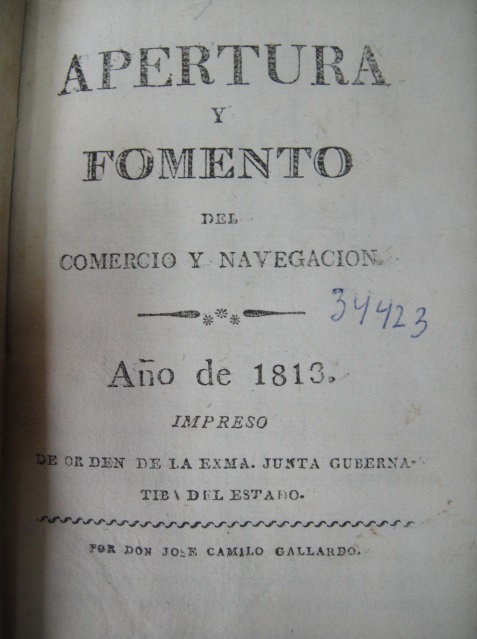 APERTURA
Y
FOMENTO
DEL
COMERCIO Y NAVEGACION.
34423
Año de 1813.
IMPRESO
DE ORDEN DE LA EXMA. JUNTA GUBERNA-
TIBA DEL ESTADO.
POR DON JOSE CAMILO GALLARDO.